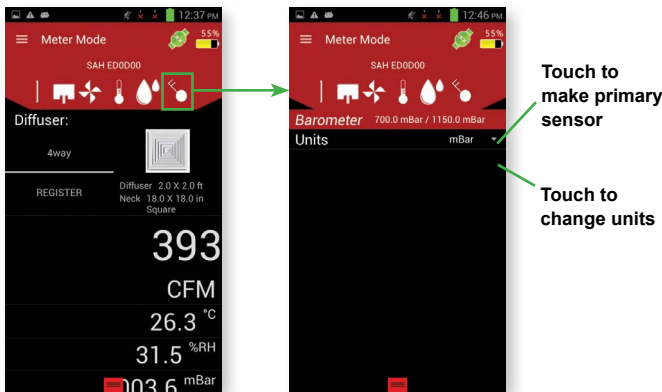 12:37 PM
Meter Mode
55%
SAH ED0D00
Diffuser:
4way
REGISTER
Diffuser 2.0 X 2.0 ft
Neck 18.0 X 18.0 in
Square
393
CFM
26.3 °C
31.5 %RH
003.6 mBar
12:46 PM
Meter Mode
55%
SAH ED0D00
Barometer 700.0 mBar / 1150.0 mBar
Units mBar
Touch to
make primary
sensor
Touch to
change units